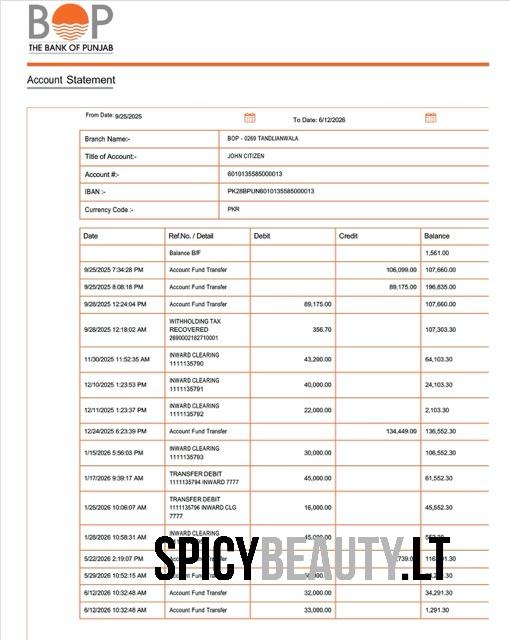 BOP
THE BANK OF PUNJAB
Account Statement
From Date: 9/25/2025 To Date: 6/12/2026
Branch Name:- BOP - 0269 TANDLIANWALA
Title of Account:- JOHN CITIZEN
Account #:- 6010135585000013
IBAN :- PK28BPUN6010135585000013
Currency Code :- PKR
Date Ref.No. / Detail Debit Credit Balance
Balance B/F 1,561.00
9/25/2025 7:34:28 PM Account Fund Transfer 106,099.00 107,660.00
9/25/2025 8:08:18 PM Account Fund Transfer 89,175.00 196,835.00
9/28/2025 12:24:04 PM Account Fund Transfer 89,175.00 107,660.00
WITHHOLDING TAX
9/28/2025 12:18:02 AM RECOVERED 356.70 107,303.30
2690002182710001
INWARD CLEARING
11/30/2025 11:52:35 AM 43,200.00 64,103.30
1111135790
INWARD CLEARING
12/10/2025 1:23:53 PM 40,000.00 24,103.30
1111135791
INWARD CLEARING
12/11/2025 1:23:37 PM 22,000.00 2,103.30
1111135792
12/24/2025 6:23:39 PM Account Fund Transfer 134,449.00 136,552.30
INWARD CLEARING
1/15/2026 5:56:03 PM 30,000.00 106,552.30
1111135793
TRANSFER DEBIT
1/17/2026 9:39:17 AM 45,000.00 61,552.30
1111135794 INWARD 7777
TRANSFER DEBIT
1/25/2026 10:06:07 AM 1111135796 INWARD CLG 16,000.00 45,552.30
7777
INWARD CLEARING
1/28/2026 10:58:31 AM
SPICYBEAUTY.LT
5/22/2026 2:19:07 PM Account Fund Transfer
5/29/2026 10:52:15 AM
6/12/2026 10:32:48 AM Account Fund Transfer 32,000.00 34,291.30
6/12/2026 10:32:48 AM Account Fund Transfer 33,000.00 1,291.30